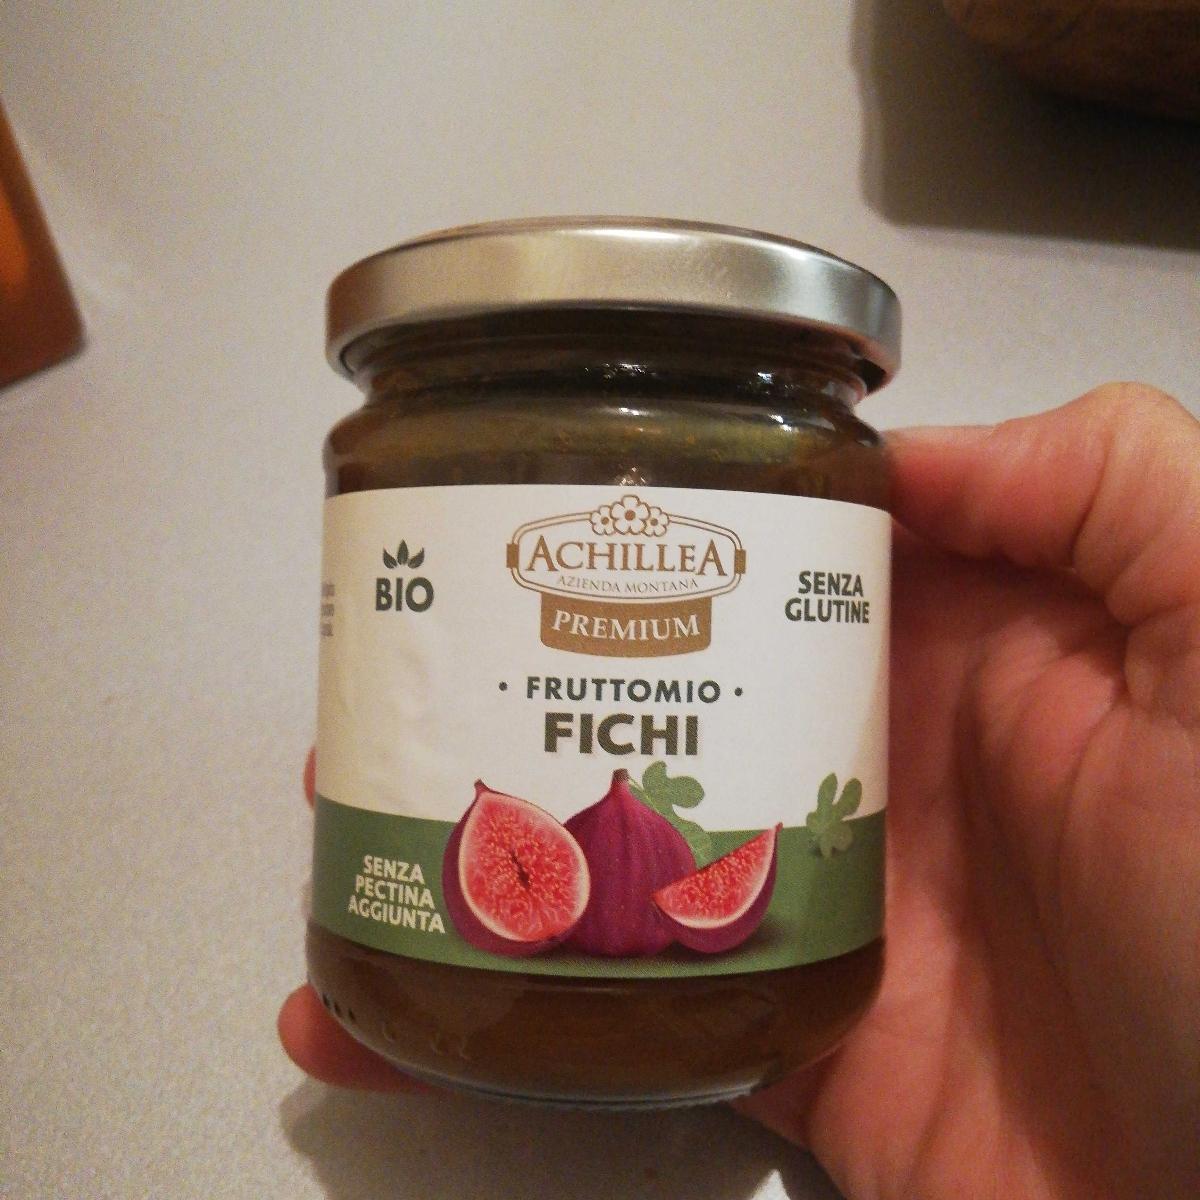 ACHILLEA
AZIENDA MONTANA
PREMIUM
BIO
SENZA
GLUTINE
• FRUTTOMIO •
FICHI
SENZA
PECTINA
AGGIUNTA